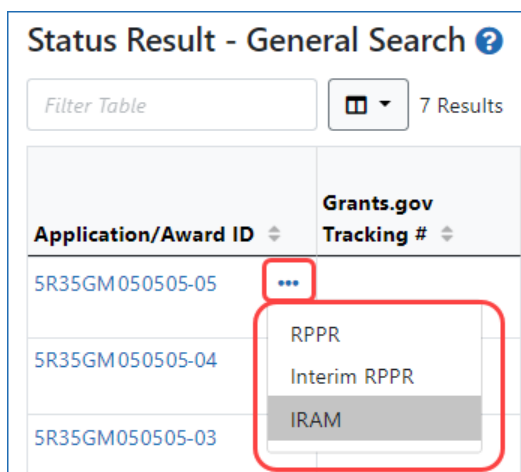 Status Result - General Search ?
Filter Table
7 Results
Application/Award ID
Grants.gov
Tracking #
5R35GM050505-05
RPPR
5R35GM050505-04
Interim RPPR
IRAM
5R35GM050505-03